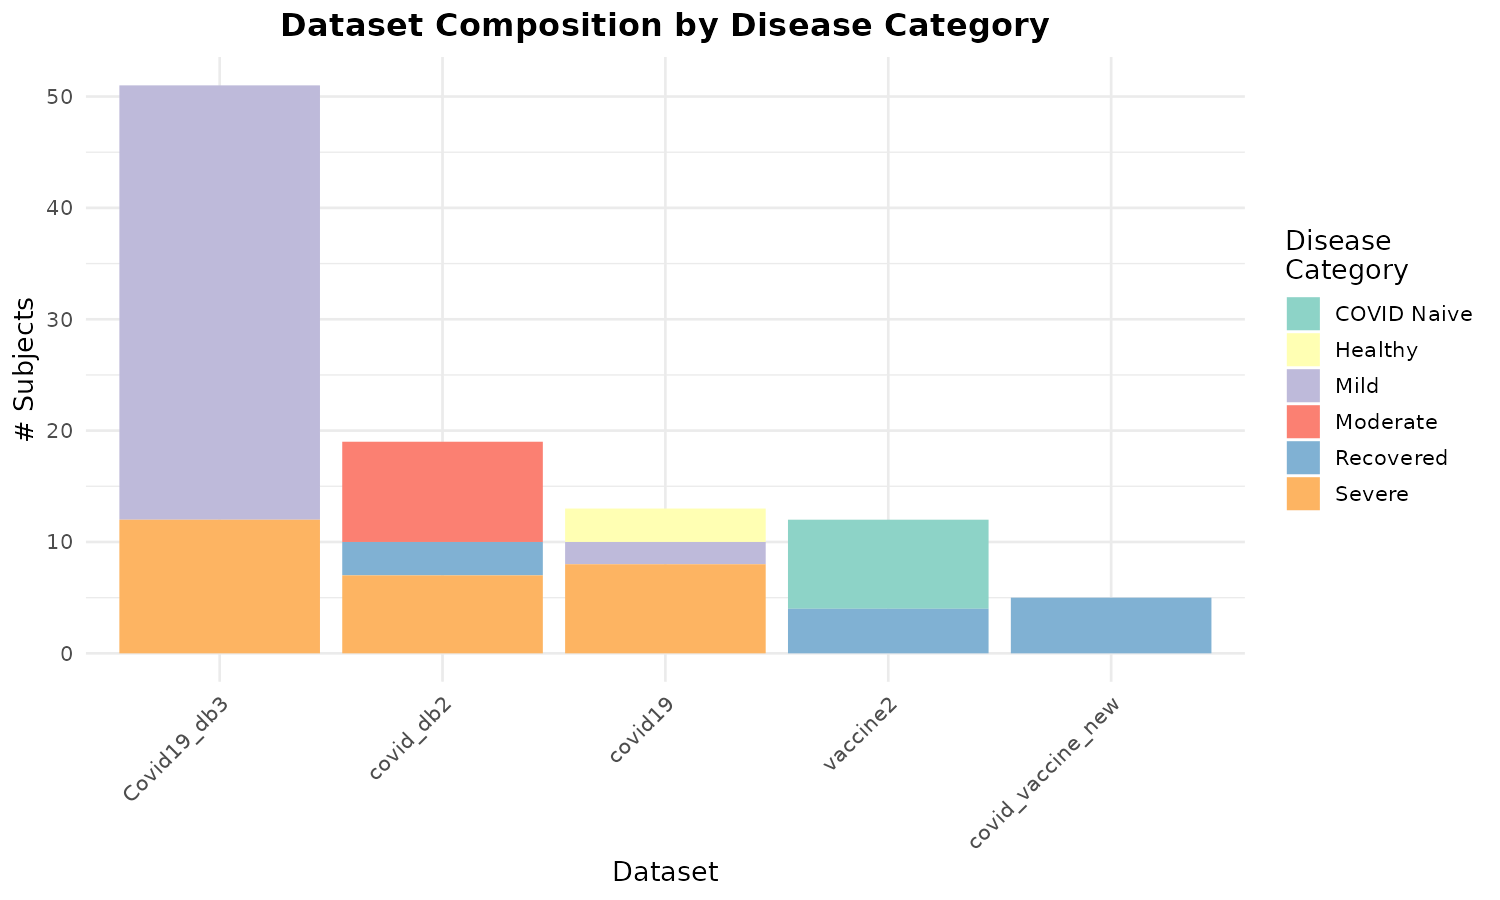 Dataset Composition by Disease Category
# Subjects
50
40
30
20
10
0
Covid19_db3
covid_db2
covid19
vaccine2
covid_vaccine_new
Dataset
Disease
Category
COVID Naive
Healthy
Mild
Moderate
Recovered
Severe